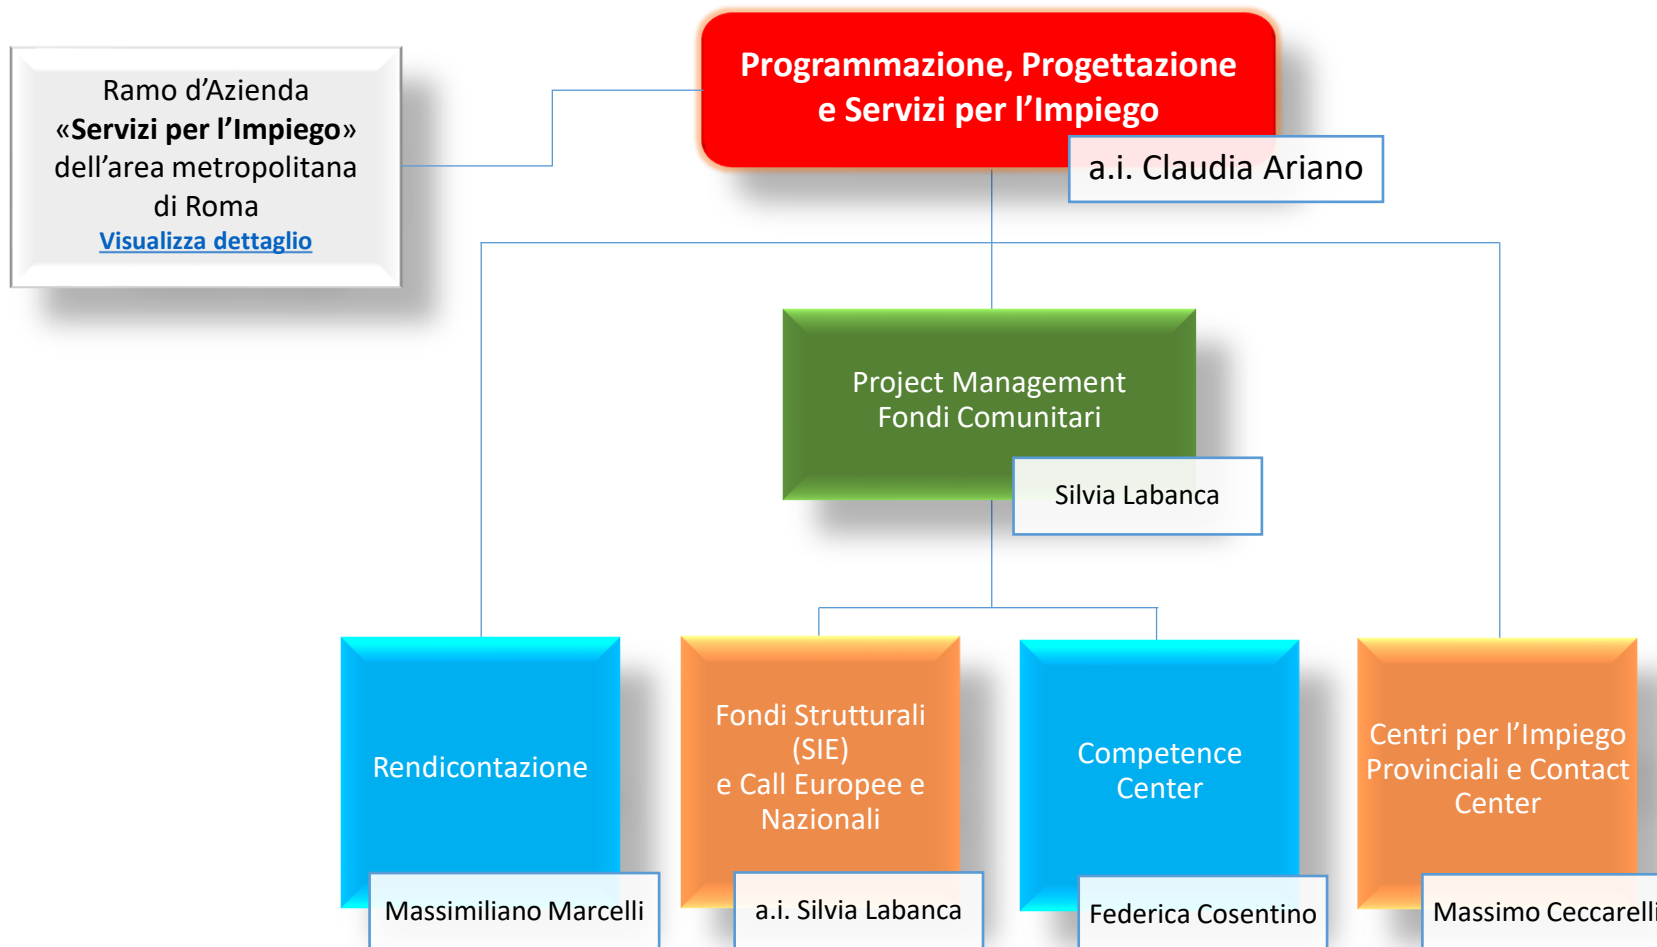 Programmazione, Progettazione
e Servizi per l’Impiego
a.i. Claudia Ariano
Ramo d’Azienda
«Servizi per l’Impiego»
dell’area metropolitana
di Roma
Visualizza dettaglio
Project Management
Fondi Comunitari
Silvia Labanca
Rendicontazione
Massimiliano Marcelli
Fondi Strutturali
(SIE)
e Call Europee e
Nazionali
a.i. Silvia Labanca
Competence
Center
Federica Cosentino
Centri per l’Impiego
Provinciali e Contact
Center
Massimo Ceccarelli